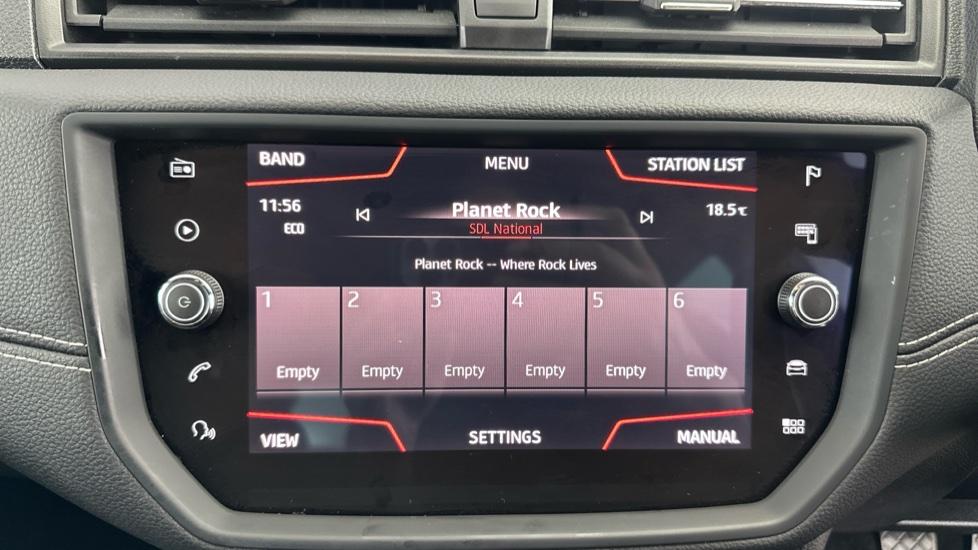 BAND MENU STATION LIST
11:56 Planet Rock 18.5℃
ECO SDL National
Planet Rock -- Where Rock Lives
1 2 3 4 5 6
Empty Empty Empty Empty Empty Empty
VIEW SETTINGS MANUAL